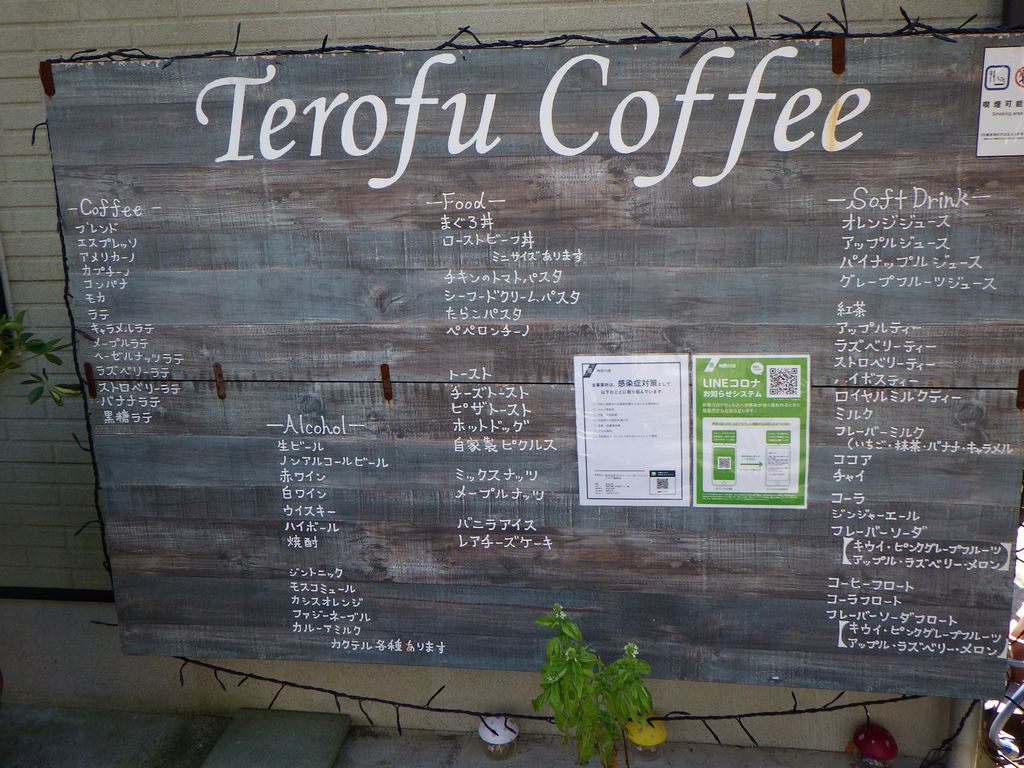 Terofu Coffee
喫煙可能
Smoking area
-Coffee-
ブレンド
エスプレッソ
アメリカーノ
カプチーノ
コンパナ
モカ
ラテ
キャラメルラテ
メープルラテ
ヘーゼルナッツラテ
ラズベリーラテ
ストロベリーラテ
バナナラテ
黒糖ラテ
-Alcohol-
生ビール
ノンアルコールビール
赤ワイン
白ワイン
ウイスキー
ハイボール
焼酎
ジントニック
モスコミュール
カシスオレンジ
ファジーネーブル
カルーアミルク
カクテル各種あります
-Food-
まぐろ丼
ローストビーフ丼
ミニサイズあります
チキンのトマトパスタ
シーフードクリームパスタ
たらこパスタ
ペペロンチーノ
トースト
チーズトースト
ピザトースト
ホットドッグ
自家製ピクルス
ミックスナッツ
メープルナッツ
バニラアイス
レアチーズケーキ
感染症対策として
以下のことに取り組んでいます
LINEコロナ
お知らせシステム
-Soft Drink-
オレンジジュース
アップルジュース
パイナップルジュース
グレープフルーツジュース
紅茶
アップルティー
ラズベリーティー
ストロベリーティー
ハイポスティー
ロイヤルミルクティー
ミルク
フレーバーミルク
(いちご・抹茶・バナナ・キャラメル
ココア
チャイ
コーラ
ジンジャーエール
フレーバーソーダ
【キウイ・ピンクグレープフルーツ
アップル・ラズベリー・メロン】
コーヒーフロート
コーラフロート
フレーバーソーダフロート
【キウイ・ピンクグレープフルーツ
アップル・ラズベリー・メロン】